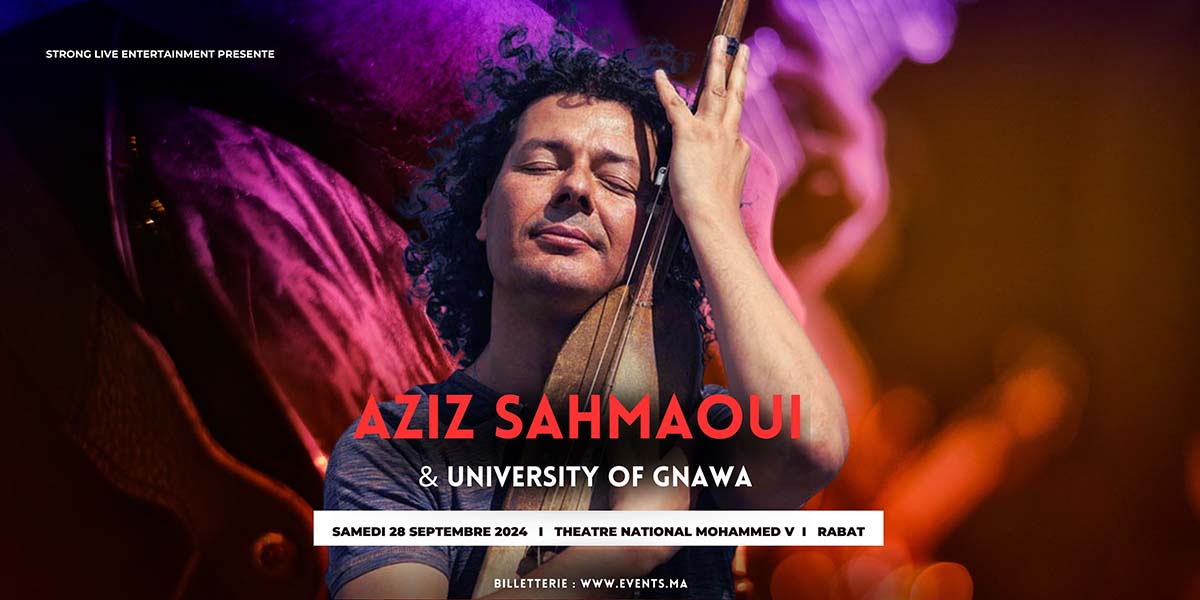 STRONG LIVE ENTERTAINMENT PRESENTE
AZIZ SAHMAOUI
& UNIVERSITY OF GNAWA
SAMEDI 28 SEPTEMBRE 2024 I THEATRE NATIONAL MOHAMMED V I RABAT
BILLETTERIE : WWW.EVENTS.MA